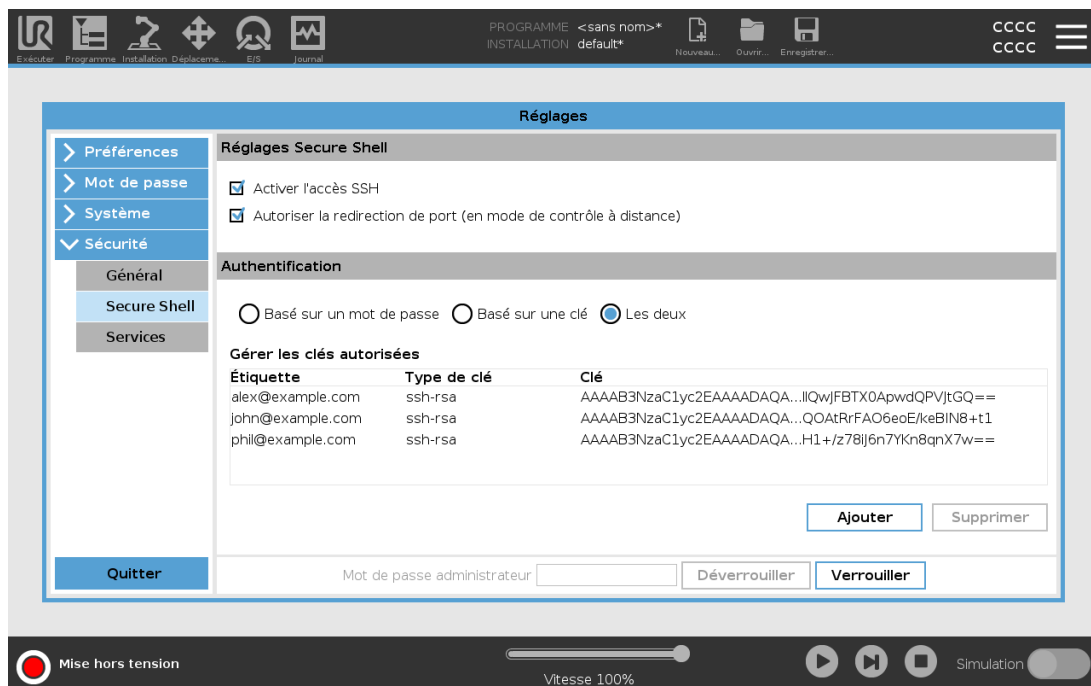 PROGRAMME <sans nom>*
INSTALLATION default*
CCCC
CCCC
Exécuter Programme Installation Déplaceme... E/S Journal Nouveau... Ouvrir... Enregistrer...
Réglages
Préférences
Mot de passe
Système
Sécurité
Général
Secure Shell
Services
Quitter
Réglages Secure Shell
Activer l'accès SSH
Autoriser la redirection de port (en mode de contrôle à distance)
Authentification
Basé sur un mot de passe Basé sur une clé Les deux
Gérer les clés autorisées
Étiquette Type de clé Clé
alex@example.com ssh-rsa AAAAB3NzaC1yc2EAAAADAQA...IlQwJFBTX0ApwdQPVJtGQ==
john@example.com ssh-rsa AAAAB3NzaC1yc2EAAAADAQA...QOAtRrFAO6eoE/keBIN8+t1
phil@example.com ssh-rsa AAAAB3NzaC1yc2EAAAADAQA...H1+/z78iJ6n7YKn8qnX7w==
Ajouter Supprimer
Mot de passe administrateur Déverrouiller Verrouiller
Mise hors tension
Vitesse 100%
Simulation